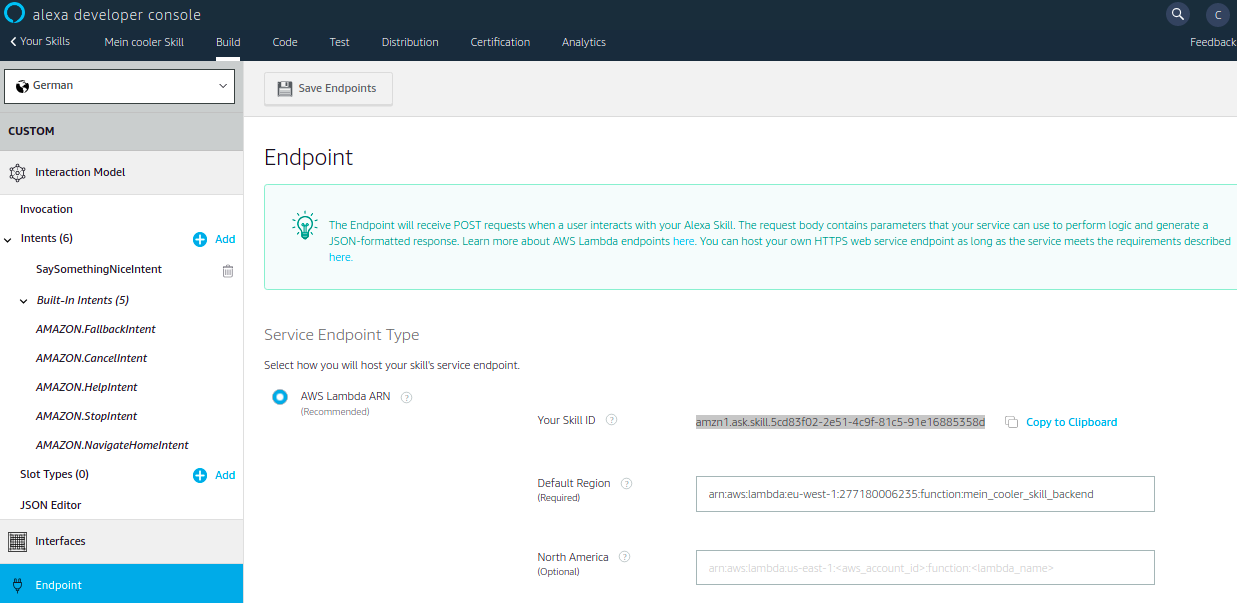 alexa developer console
C
Your Skills
Mein cooler Skill
Build
Code
Test
Distribution
Certification
Analytics
Feedback
German
Save Endpoints
CUSTOM
Interaction Model
Invocation
Intents (6)
Add
SaySomethingNiceIntent
Built-In Intents (5)
AMAZON.FallbackIntent
AMAZON.CancelIntent
AMAZON.HelpIntent
AMAZON.StopIntent
AMAZON.NavigateHomeIntent
Slot Types (0)
Add
JSON Editor
Interfaces
Endpoint
Endpoint
The Endpoint will receive POST requests when a user interacts with your Alexa Skill. The request body contains parameters that your service can use to perform logic and generate a
JSON-formatted response. Learn more about AWS Lambda endpoints here. You can host your own HTTPS web service endpoint as long as the service meets the requirements described
here.
Service Endpoint Type
Select how you will host your skill's service endpoint.
AWS Lambda ARN ?
(Recommended)
Your Skill ID ?
amzn1.ask.skill.5cd83f02-2e51-4c9f-81c5-91e16885358d
Copy to Clipboard
Default Region ?
(Required)
arn:aws:lambda:eu-west-1:277180006235:function:mein_cooler_skill_backend
North America ?
(Optional)
arn:aws:lambda:us-east-1:<aws_account_id>:function:<lambda_name>